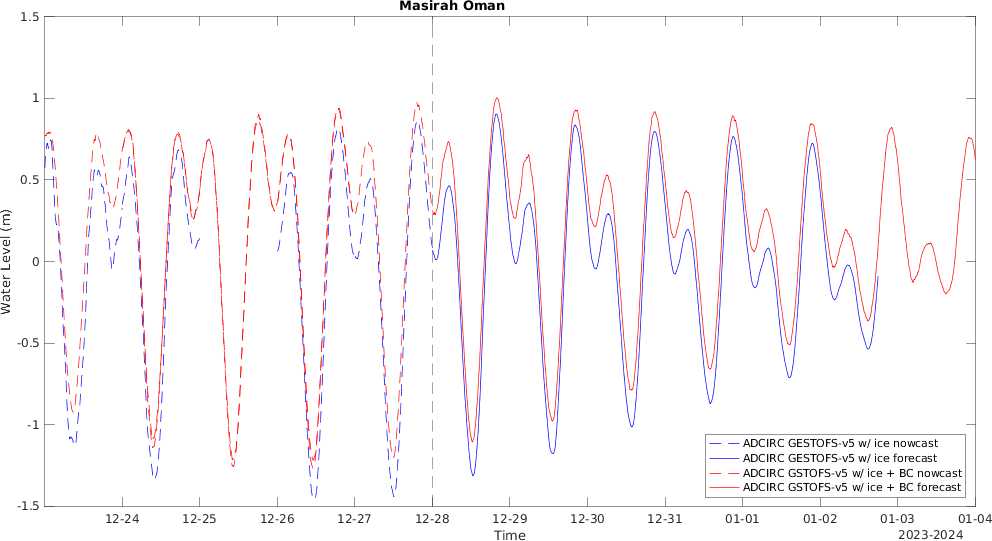 Masirah Oman
1.5
1
0.5
0
-0.5
-1
-1.5
Water Level (m)
12-24 12-25 12-26 12-27 12-28 12-29 12-30 12-31 01-01 01-02 01-03 01-04
Time
2023-2024
ADCIRC GESTOFS-v5 w/ ice nowcast
ADCIRC GESTOFS-v5 w/ ice forecast
ADCIRC GSTOFS-v5 w/ ice + BC nowcast
ADCIRC GSTOFS-v5 w/ ice + BC forecast